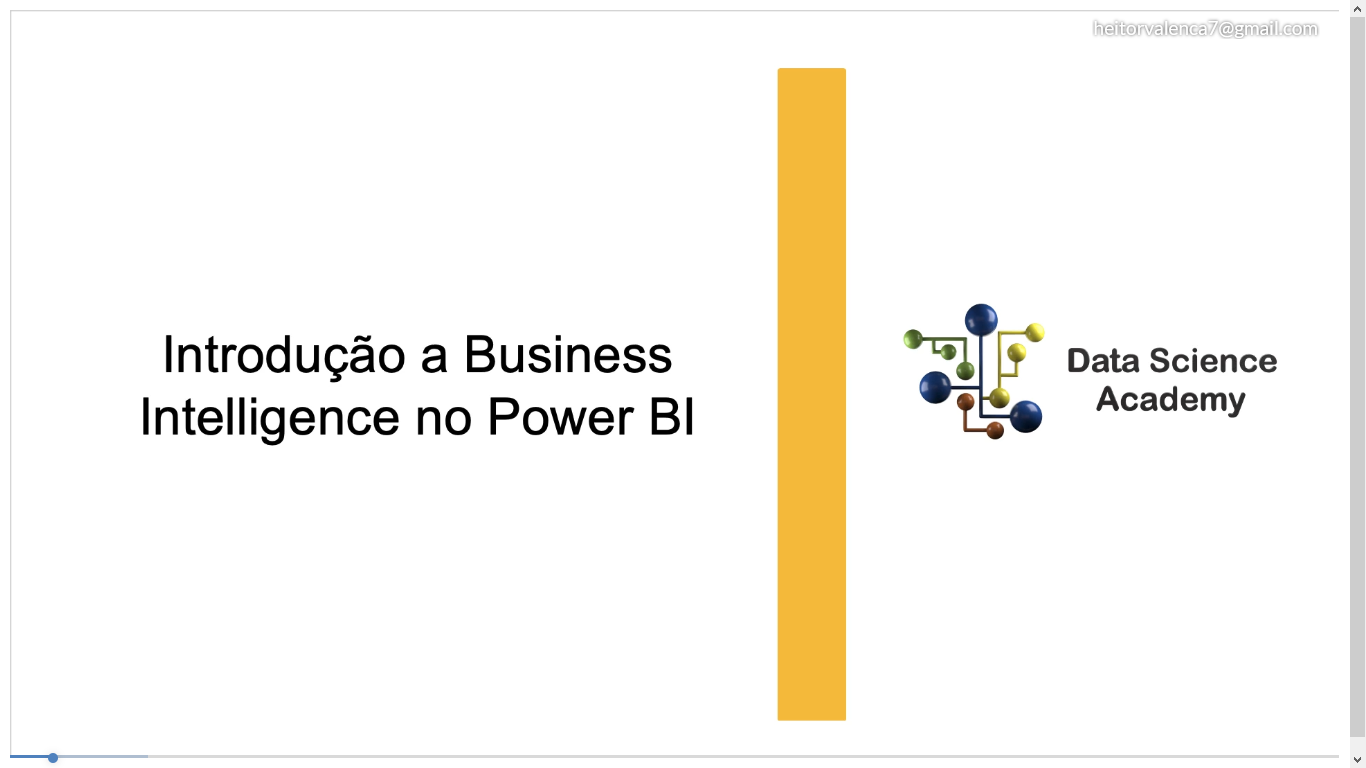 heitorvalenca7@gmail.com
Introdução a Business
Intelligence no Power BI
Data Science
Academy